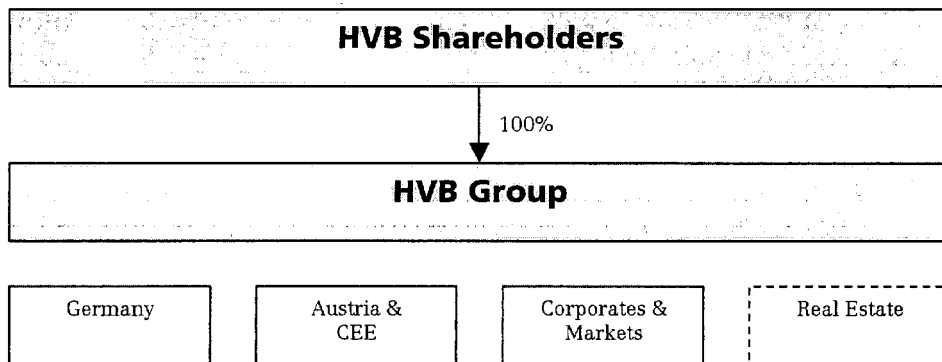 HVB Shareholders
100%
HVB Group
Germany
Austria &
CEE
Corporates &
Markets
Real Estate